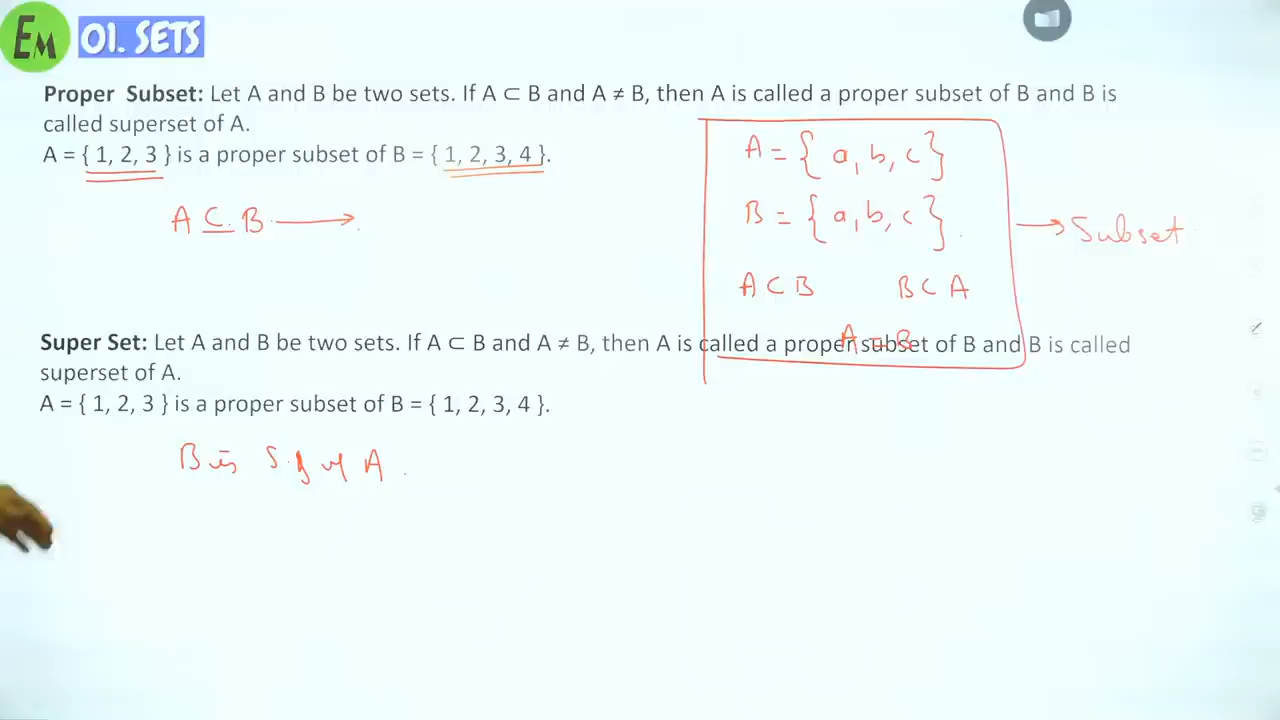 EM 01. SETS
Proper Subset: Let A and B be two sets. If A ⊂ B and A ≠ B, then A is called a proper subset of B and B is
called superset of A.
A = { 1, 2, 3 } is a proper subset of B = { 1, 2, 3, 4 }.
A ⊆ B →
A = { a, b, c }
B = { a, b, c }.
→ Subset
A ⊂ B B ⊂ A
A = B
Super Set: Let A and B be two sets. If A ⊂ B and A ≠ B, then A is called a proper subset of B and B is called
superset of A.
A = { 1, 2, 3 } is a proper subset of B = { 1, 2, 3, 4 }.
B is of A